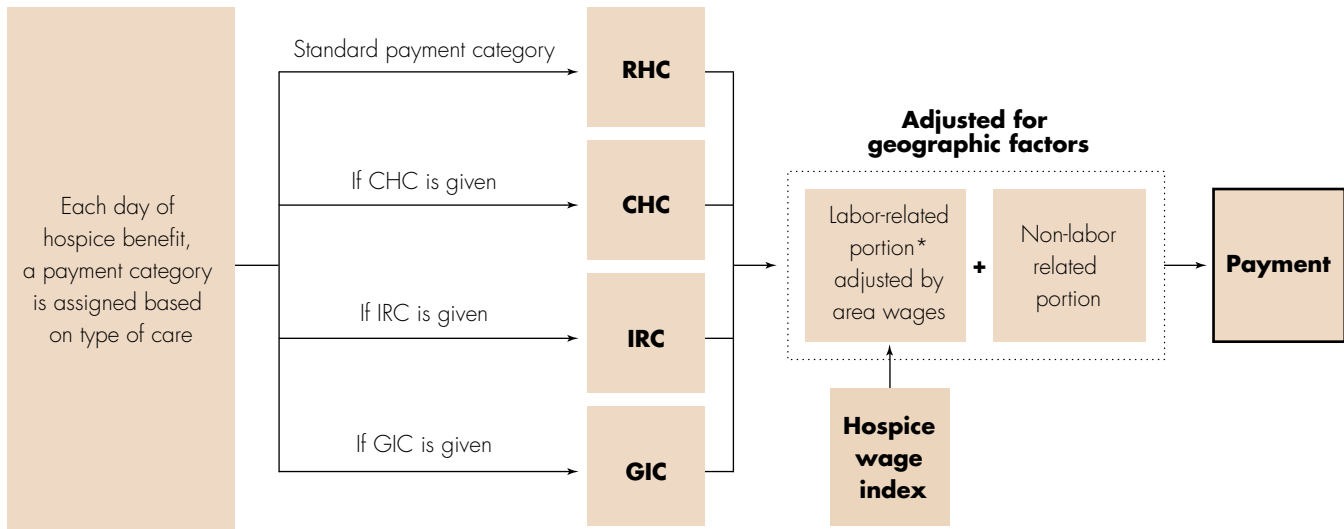 Each day of
hospice benefit,
a payment category
is assigned based
on type of care
Standard payment category
RHC
If CHC is given
CHC
If IRC is given
IRC
If GIC is given
GIC
Adjusted for
geographic factors
Labor-related
portion*
adjusted by
area wages
+
Non-labor
related
portion
Hospice
wage
index
Payment